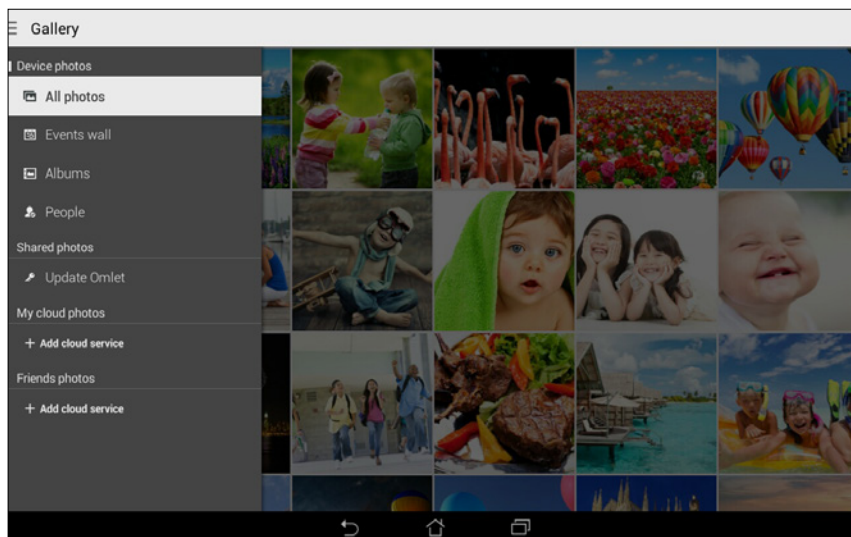 Gallery
Device photos
All photos
Events wall
Albums
People
Shared photos
Update Omlet
My cloud photos
+ Add cloud service
Friends photos
+ Add cloud service